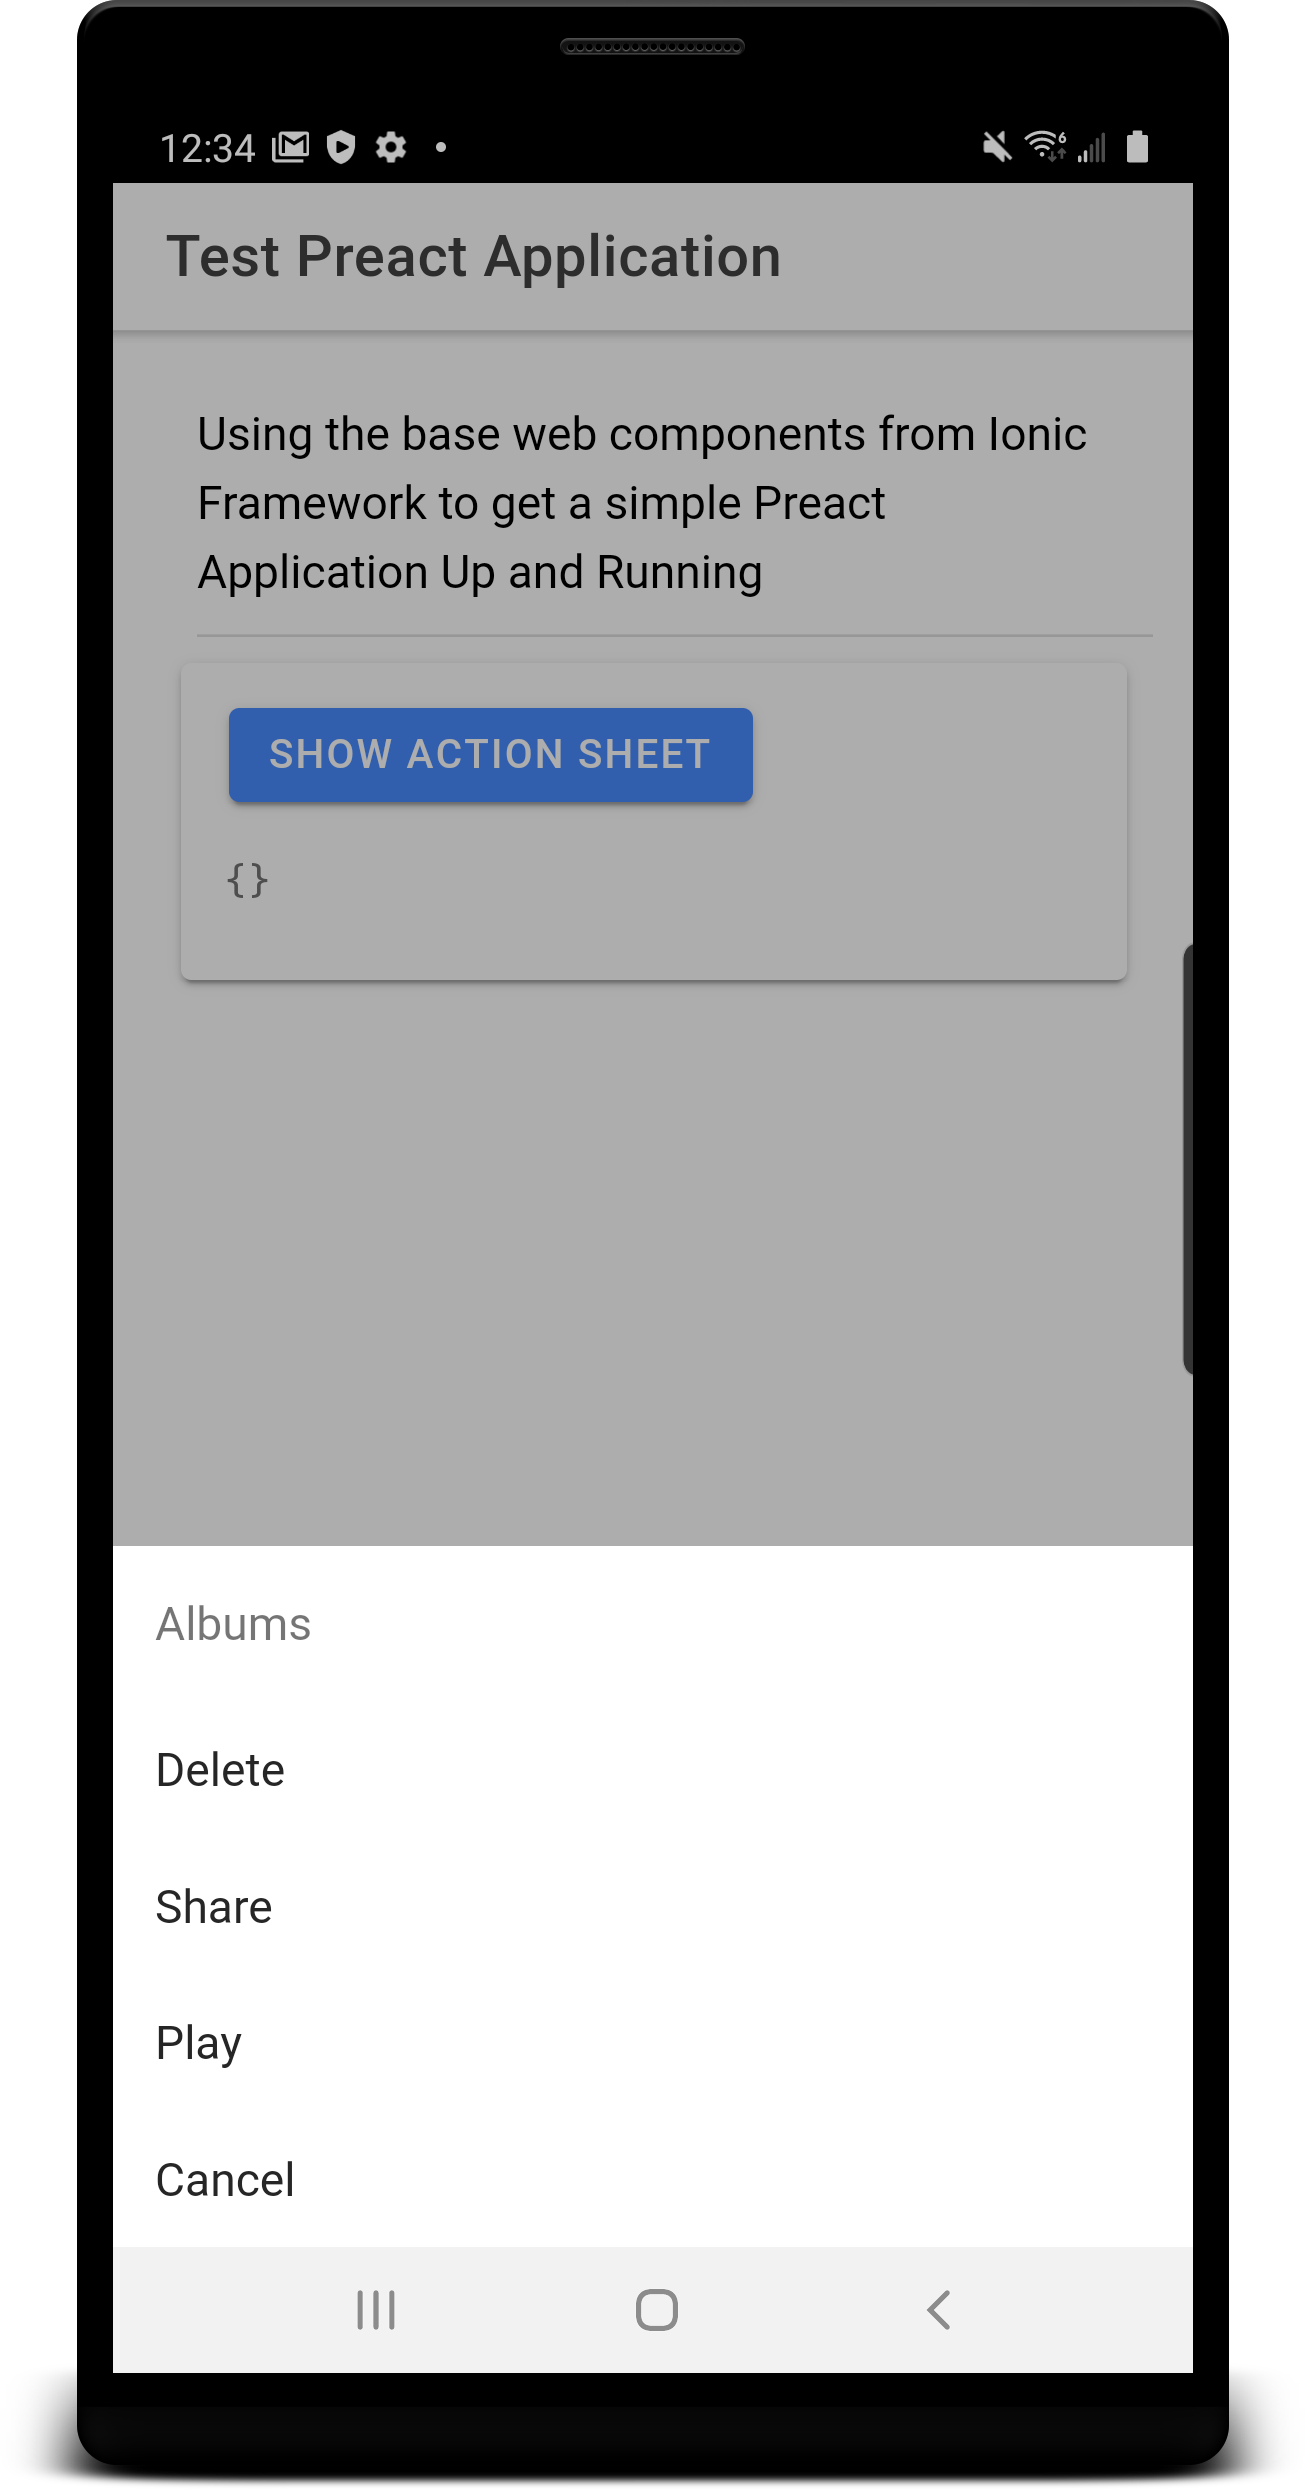 12:34
Test Preact Application
Using the base web components from Ionic
Framework to get a simple Preact
Application Up and Running
SHOW ACTION SHEET
{}
Albums
Delete
Share
Play
Cancel